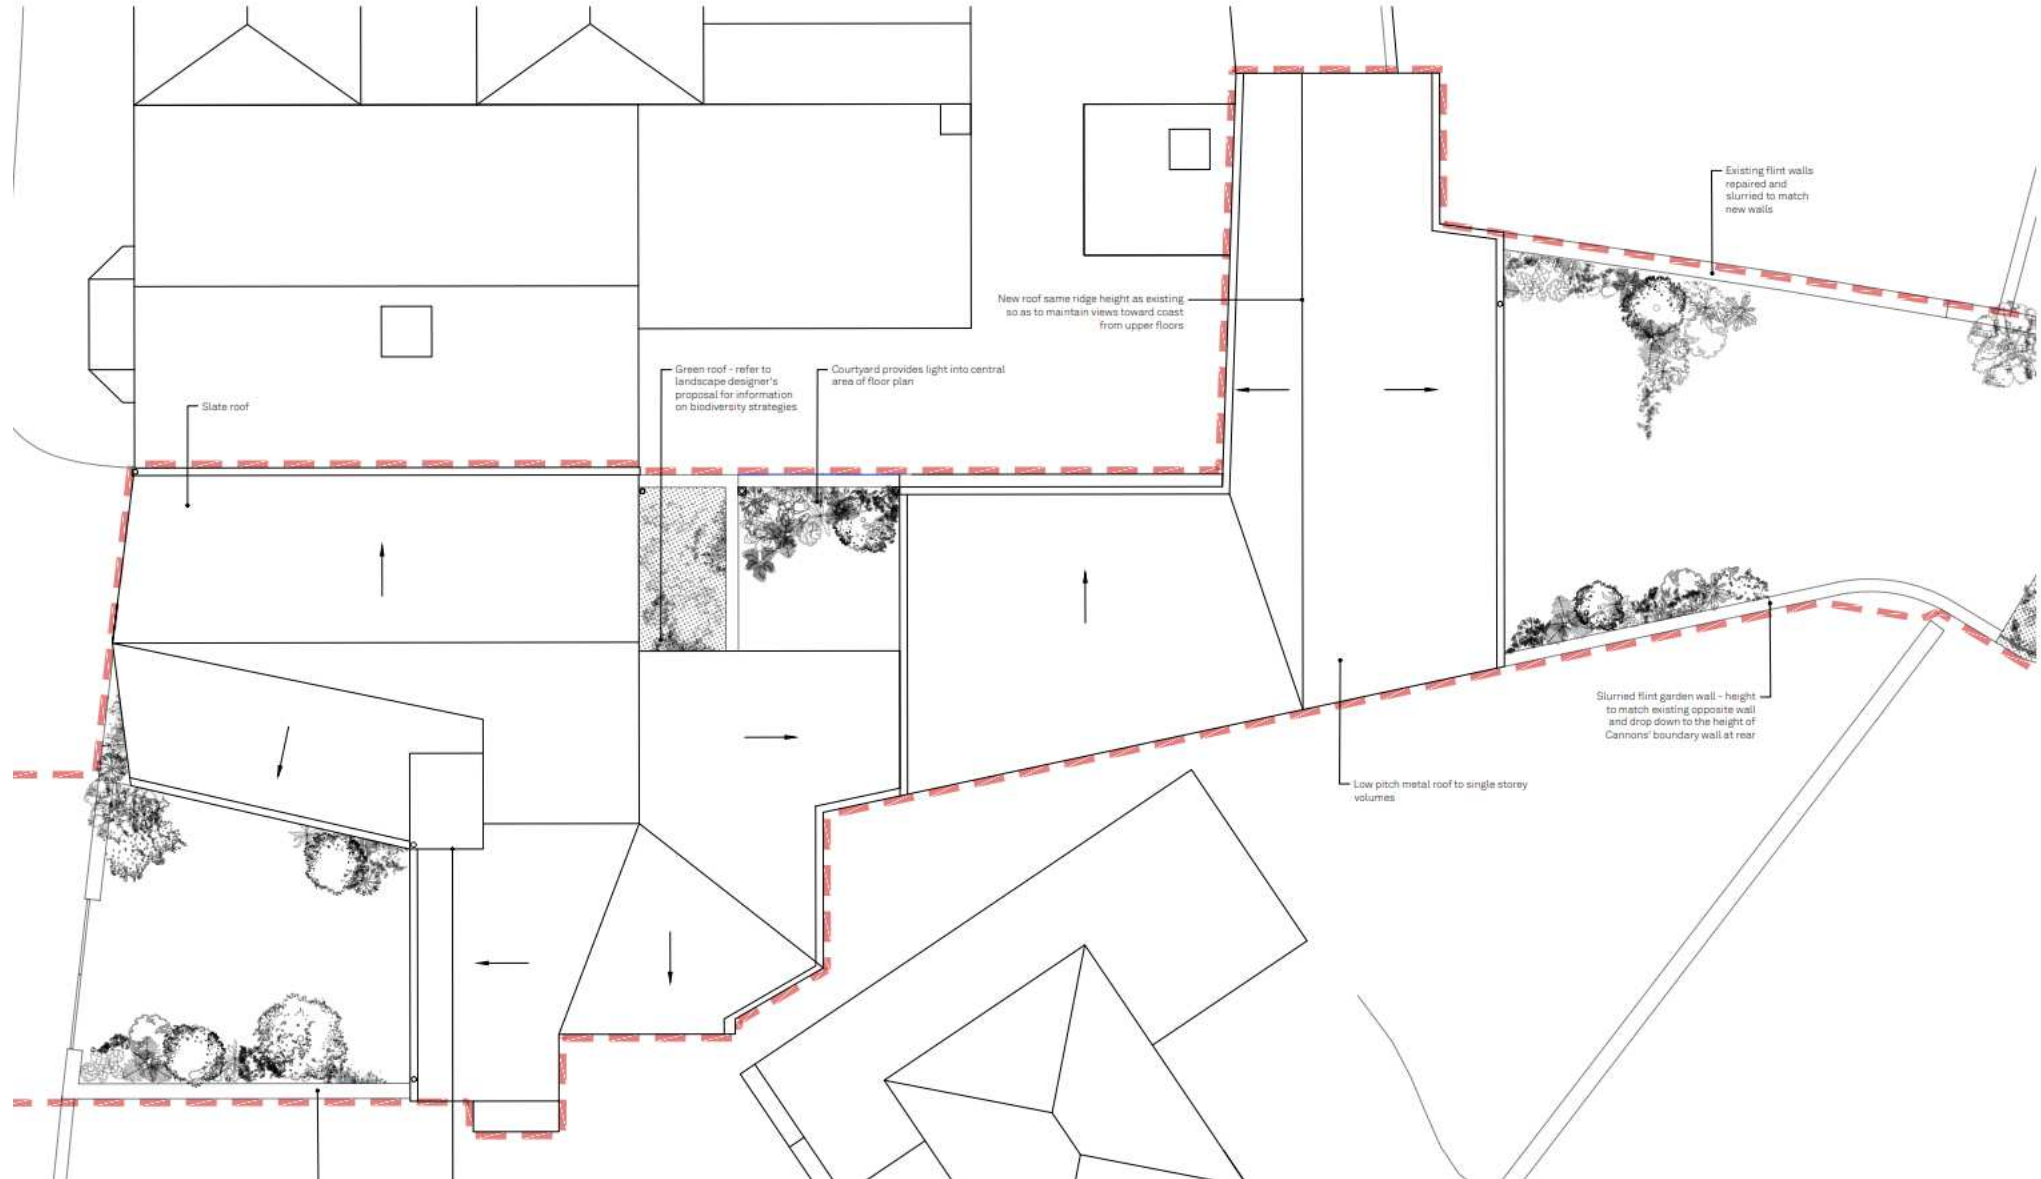 Existing flint walls
repaired and
slurried to match
new walls
New roof same ridge height as existing
so as to maintain views toward coast
from upper floors
Green roof - refer to
landscape designer's
proposal for information
on biodiversity strategies
Courtyard provides light into central
area of floor plan
Slate roof
Slurried flint garden wall - height
to match existing opposite wall
and drop down to the height of
Cannons' boundary wall at rear
Low pitch metal roof to single storey
volumes